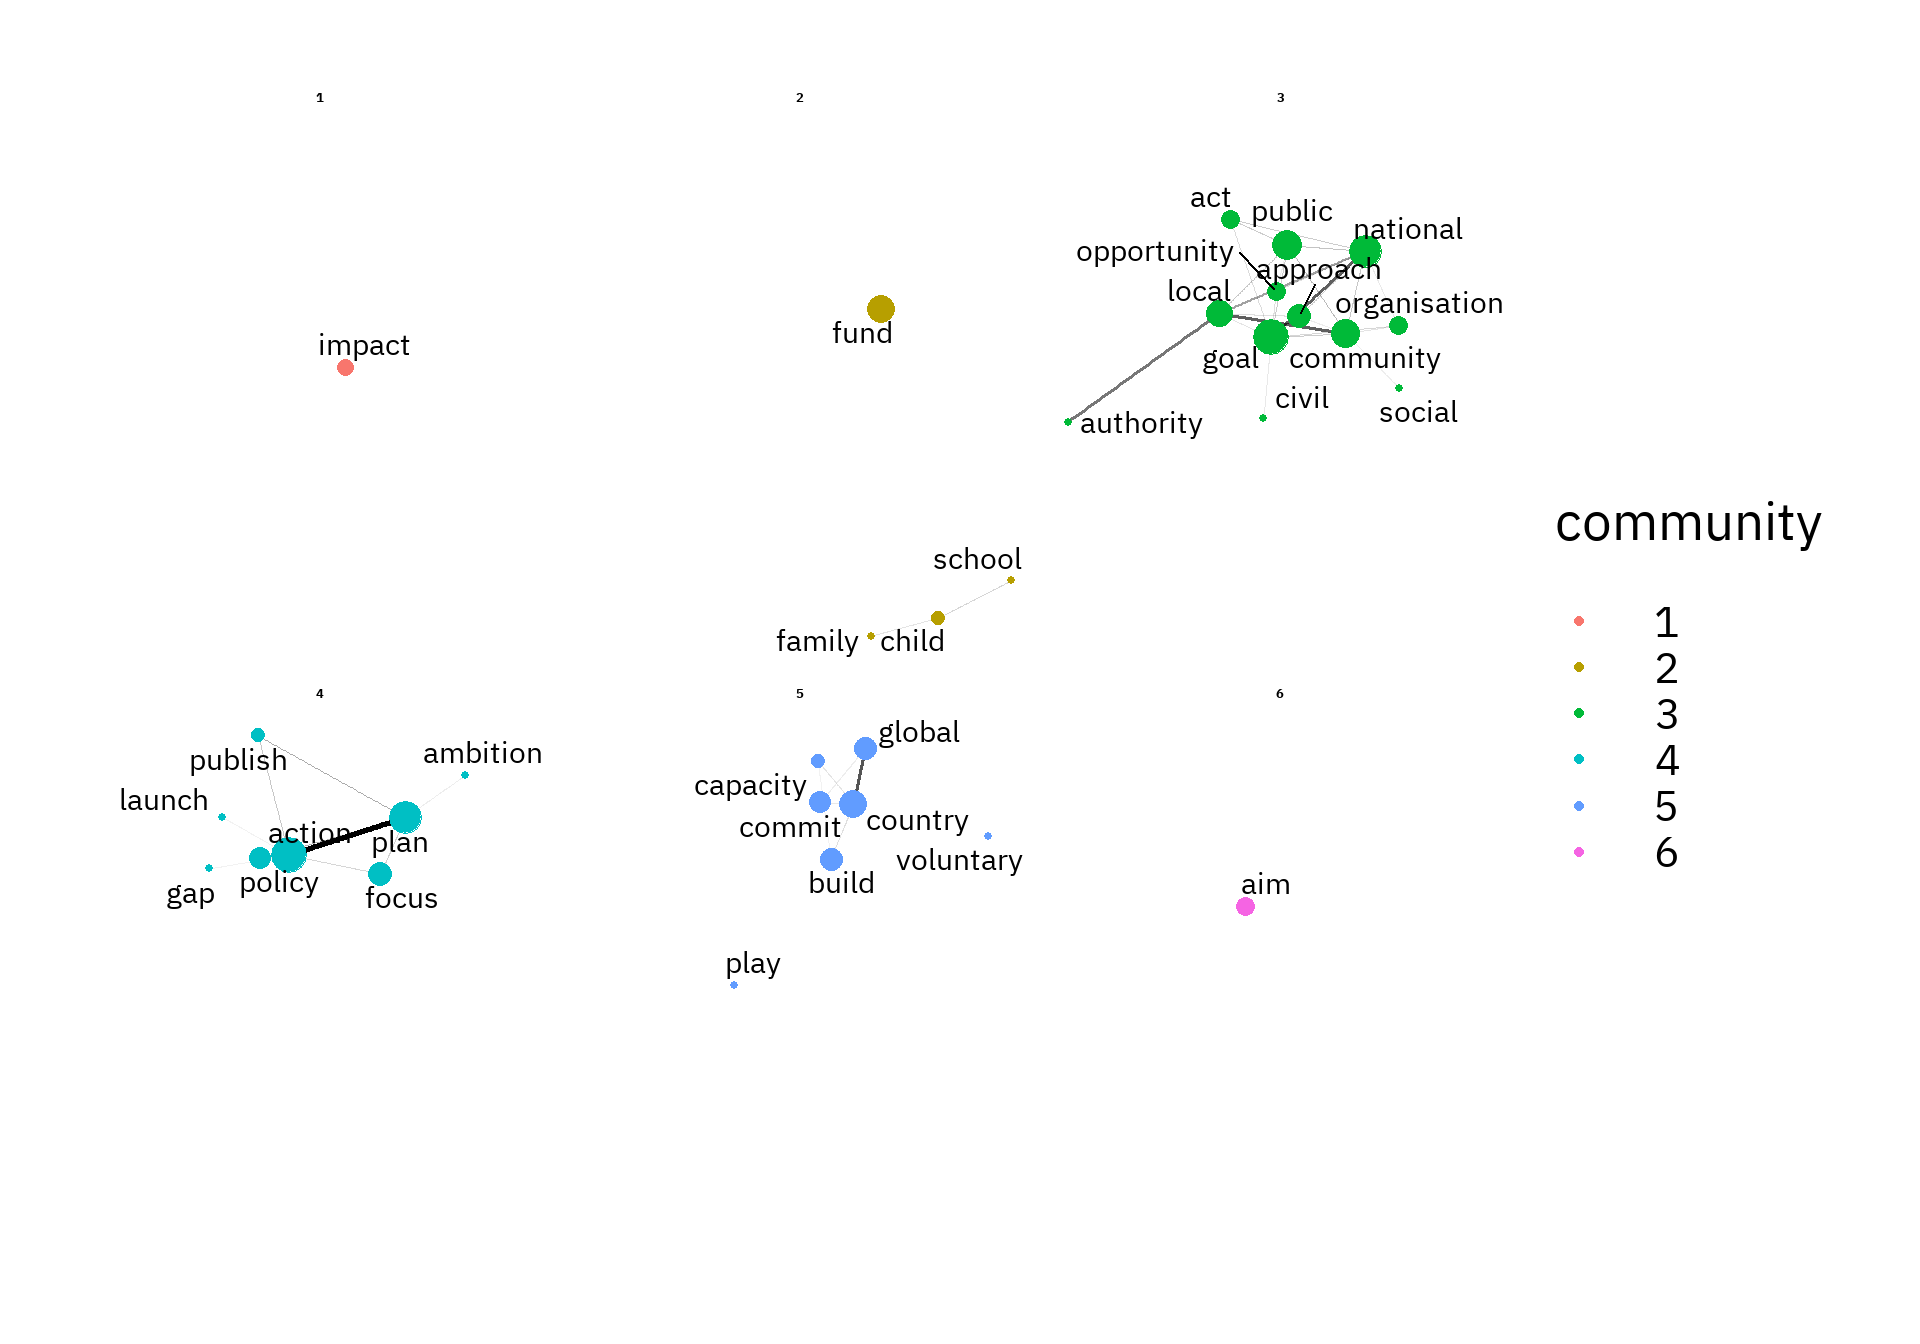 1
2
3
act
public
national
opportunity
approach
local
organisation
impact
fund
goal
community
civil
social
authority
community
school
family
child
1
2
3
4
5
6
4
5
6
global
publish
ambition
capacity
launch
action
plan
commit
country
voluntary
policy
gap
focus
build
aim
play